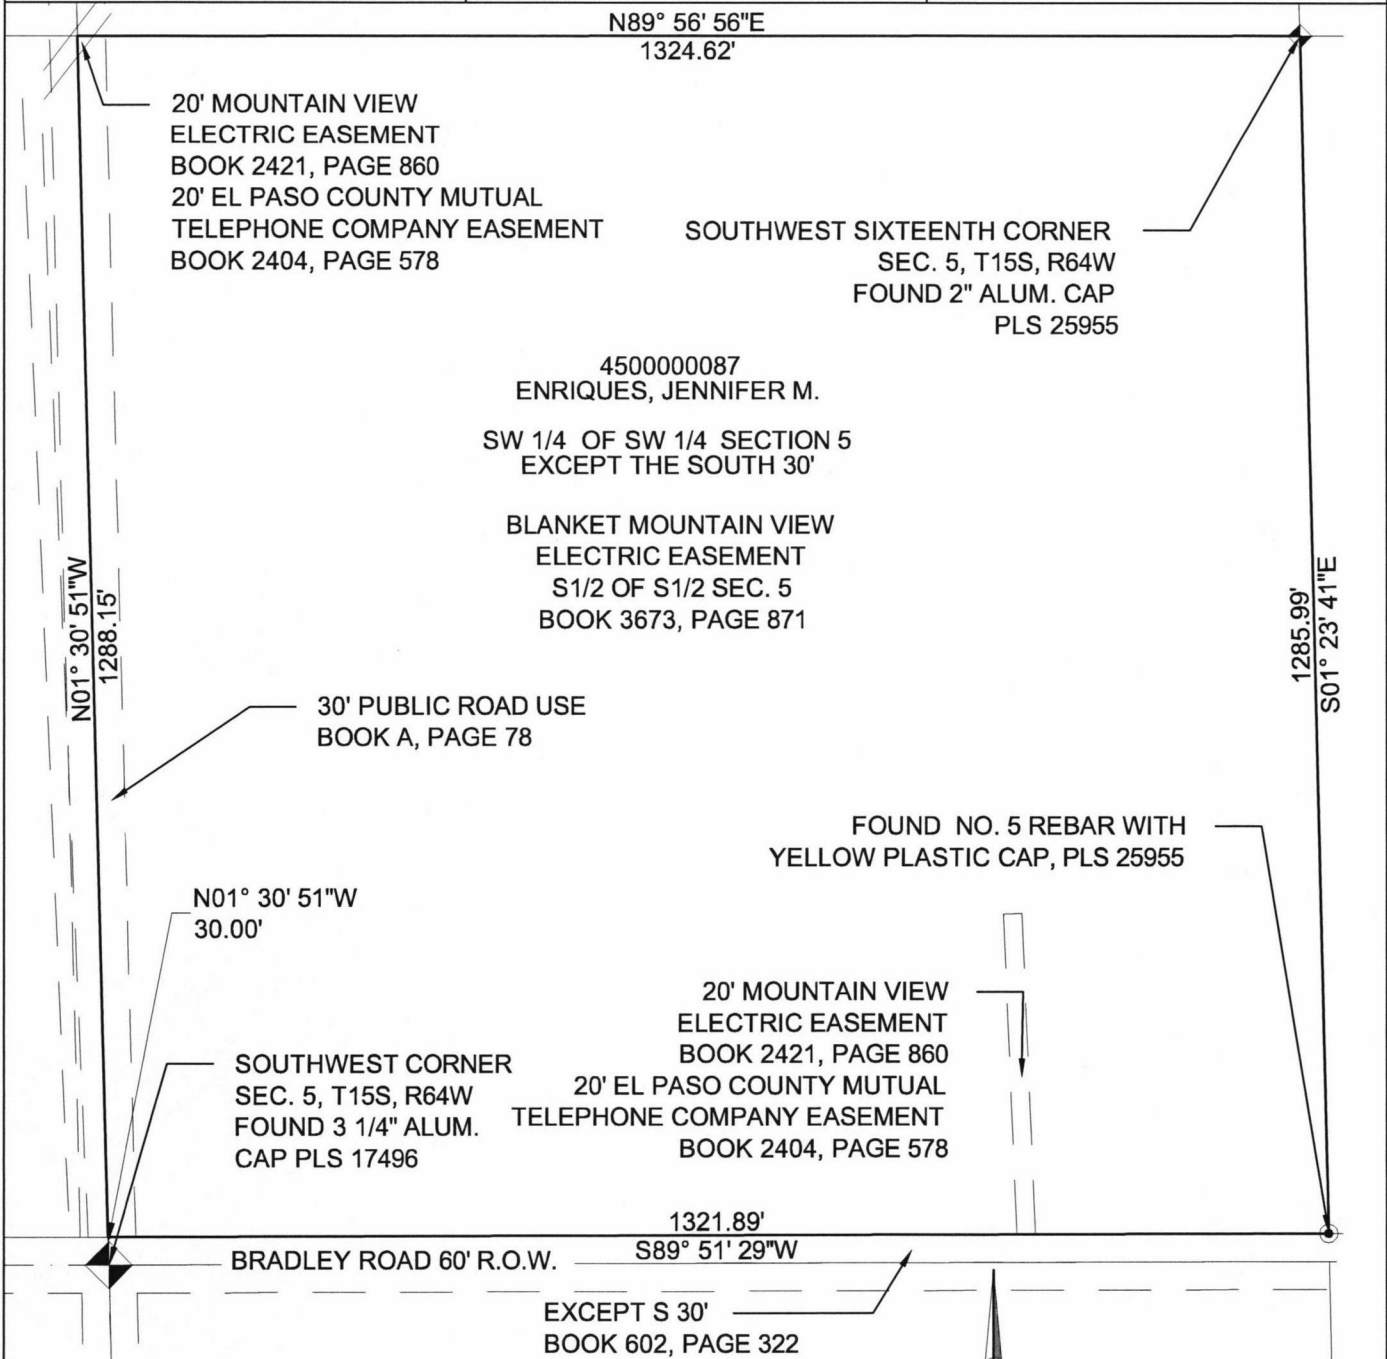 N89° 56' 56"E
1324.62'
20' MOUNTAIN VIEW
ELECTRIC EASEMENT
BOOK 2421, PAGE 860
20' EL PASO COUNTY MUTUAL
TELEPHONE COMPANY EASEMENT
BOOK 2404, PAGE 578
SOUTHWEST SIXTEENTH CORNER
SEC. 5, T15S, R64W
FOUND 2" ALUM. CAP
PLS 25955
4500000087
ENRIQUES, JENNIFER M.
SW 1/4 OF SW 1/4 SECTION 5
EXCEPT THE SOUTH 30'
BLANKET MOUNTAIN VIEW
ELECTRIC EASEMENT
S1/2 OF S1/2 SEC. 5
BOOK 3673, PAGE 871
N01° 30' 51"W
1288.15'
1285.99'
S01° 23' 41"E
30' PUBLIC ROAD USE
BOOK A, PAGE 78
FOUND NO. 5 REBAR WITH
YELLOW PLASTIC CAP, PLS 25955
N01° 30' 51"W
30.00'
20' MOUNTAIN VIEW
ELECTRIC EASEMENT
BOOK 2421, PAGE 860
20' EL PASO COUNTY MUTUAL
TELEPHONE COMPANY EASEMENT
BOOK 2404, PAGE 578
SOUTHWEST CORNER
SEC. 5, T15S, R64W
FOUND 3 1/4" ALUM.
CAP PLS 17496
1321.89'
S89° 51' 29"W
BRADLEY ROAD 60' R.O.W.
EXCEPT S 30'
BOOK 602, PAGE 322